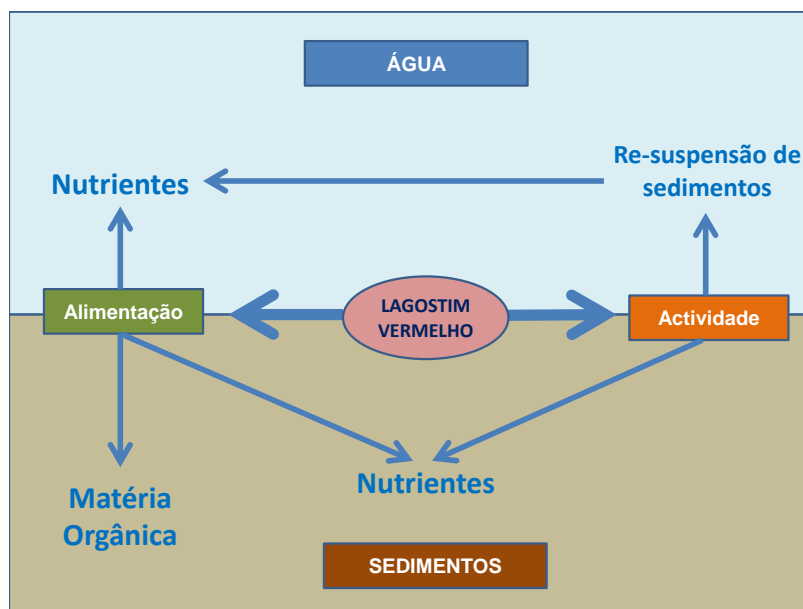 ÁGUA
Re-suspensão de
sedimentos
Nutrientes
Alimentação
LAGOSTIM
VERMELHO
Actividade
Nutrientes
Matéria
Orgânica
SEDIMENTOS